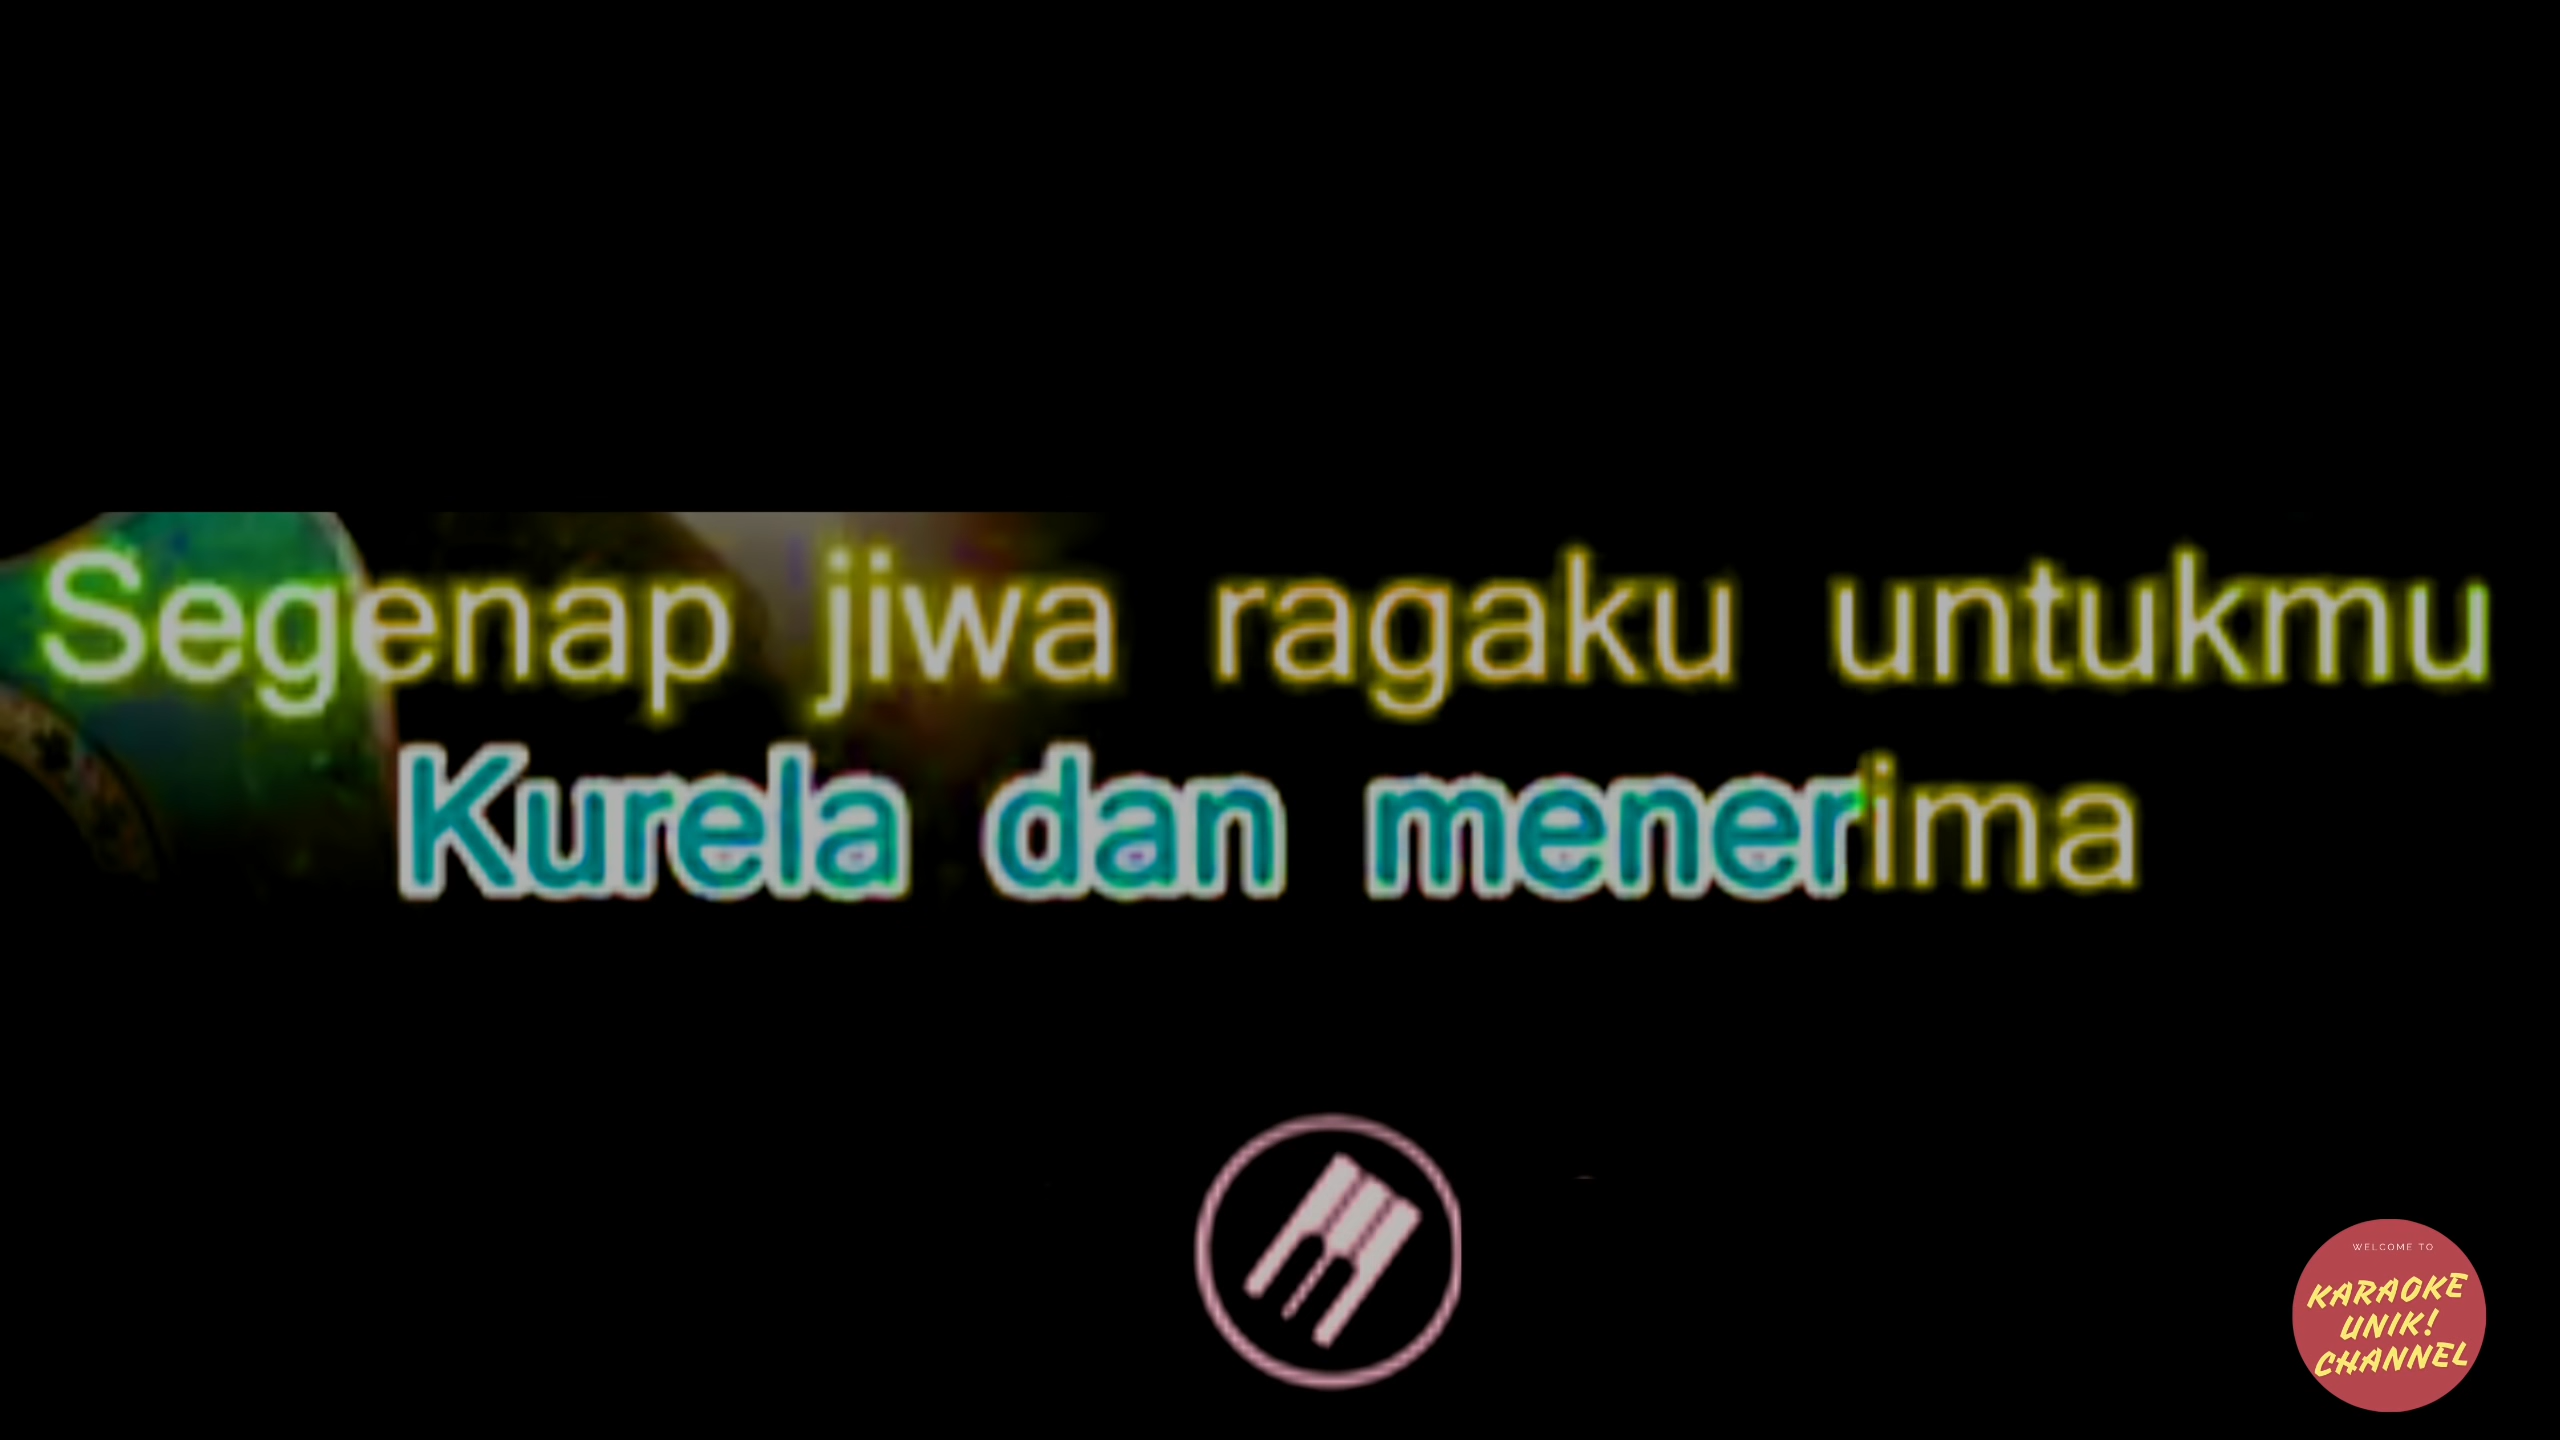 Segenap jiwa ragaku untukmu
Kurela dan menerima
WELCOME TO
KARAOKE
UNIK!
CHANNEL